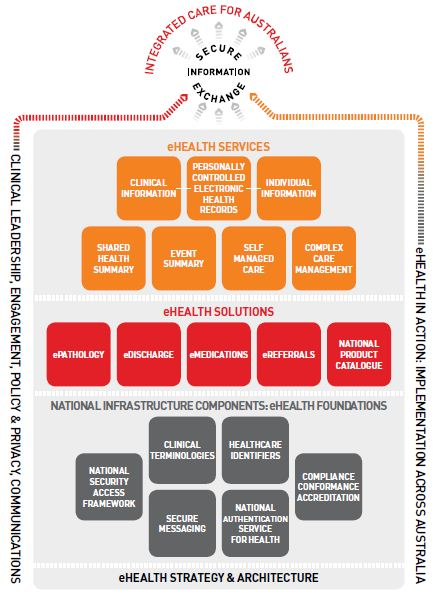 INTEGRATED CARE FOR AUSTRALIANS
SECURE
INFORMATION
EXCHANGE
CLINICAL LEADERSHIP, ENGAGEMENT, POLICY & PRIVACY, COMMUNICATIONS
eHEALTH IN ACTION: IMPLEMENTATION ACROSS AUSTRALIA
eHEALTH SERVICES
CLINICAL
INFORMATION
PERSONALLY
CONTROLLED
ELECTRONIC
HEALTH
RECORDS
INDIVIDUAL
INFORMATION
SHARED
HEALTH
SUMMARY
EVENT
SUMMARY
SELF
MANAGED
CARE
COMPLEX
CARE
MANAGEMENT
eHEALTH SOLUTIONS
ePATHOLOGY
eDISCHARGE
eMEDICATIONS
eREFERRALS
NATIONAL
PRODUCT
CATALOGUE
NATIONAL INFRASTRUCTURE COMPONENTS: eHEALTH FOUNDATIONS
NATIONAL
SECURITY
ACCESS
FRAMEWORK
CLINICAL
TERMINOLOGIES
HEALTHCARE
IDENTIFIERS
SECURE
MESSAGING
NATIONAL
AUTHENTICATION
SERVICE
FOR HEALTH
COMPLIANCE
CONFORMANCE
ACCREDITATION
eHEALTH STRATEGY & ARCHITECTURE